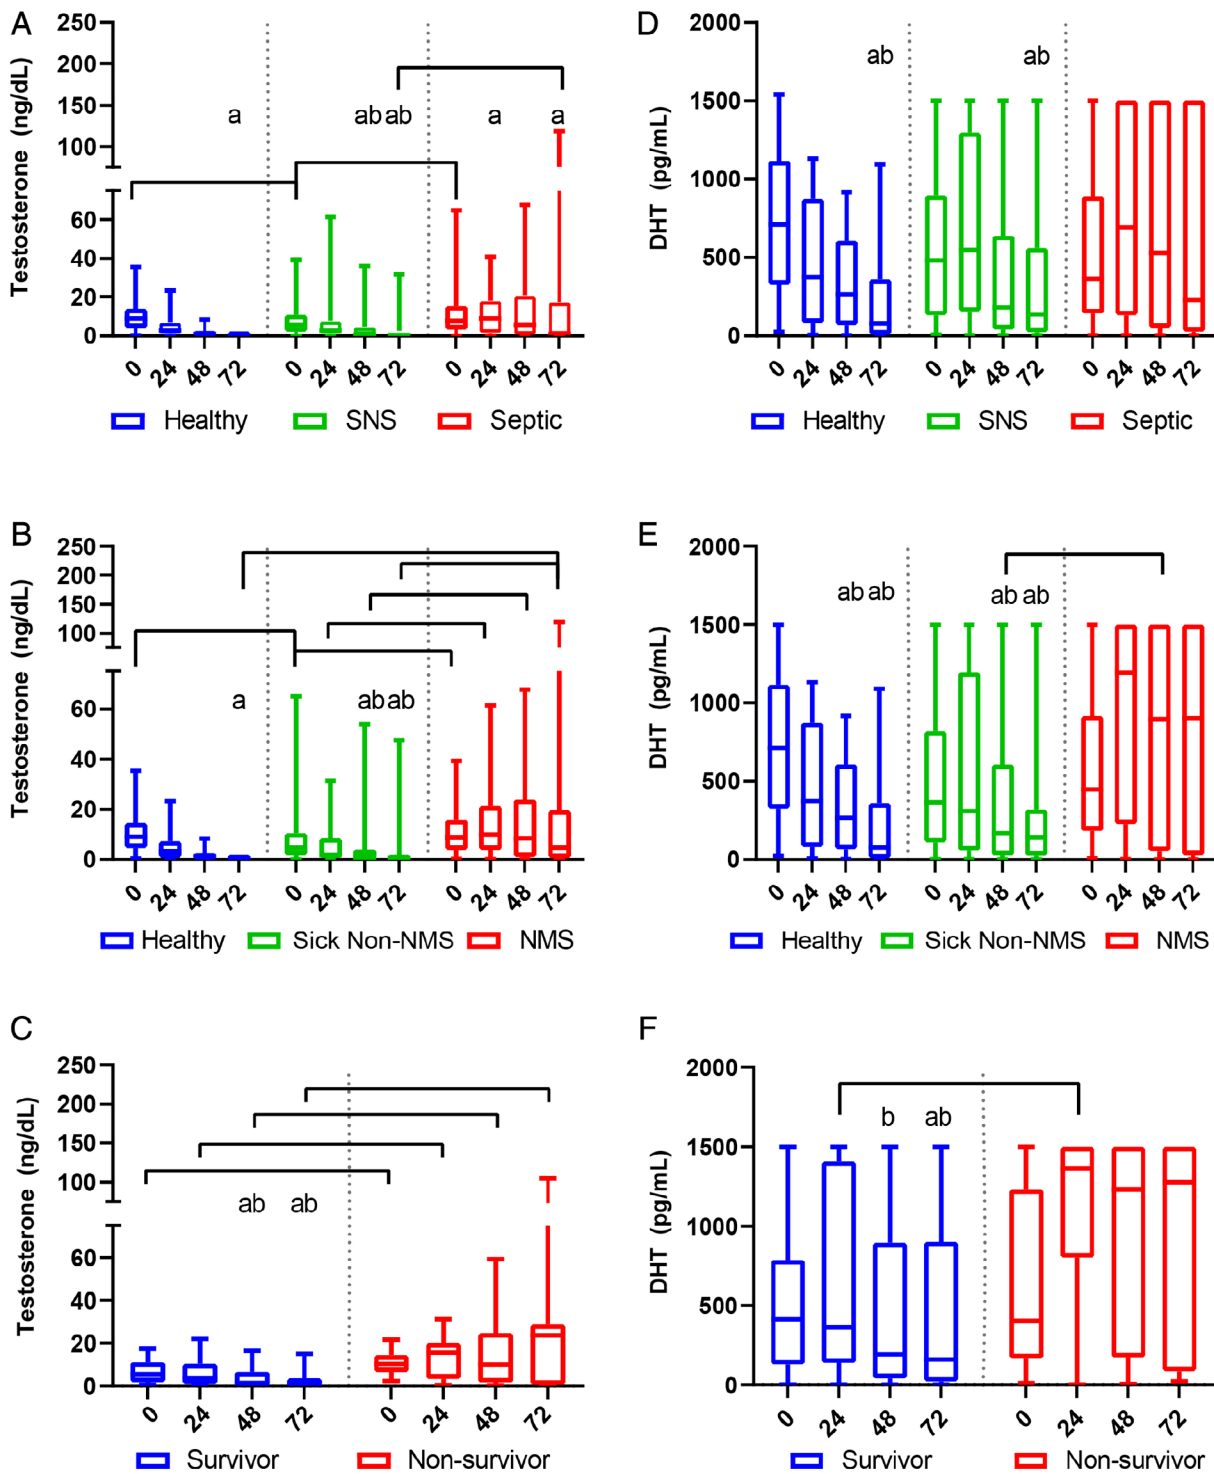 A
Testosterone (ng/dL)
250
200
150
100
60
40
20
0
a
ab ab
a
a
0 24 48 72 0 24 48 72 0 24 48 72
Healthy SNS Septic
D
DHT (pg/mL)
2000
1500
1000
500
0
ab
ab
0 24 48 72 0 24 48 72 0 24 48 72
Healthy SNS Septic
B
Testosterone (ng/dL)
250
200
150
100
60
40
20
0
a
ab ab
0 24 48 72 0 24 48 72 0 24 48 72
Healthy Sick Non-NMS NMS
E
DHT (pg/mL)
2000
1500
1000
500
0
ab ab
ab ab
0 24 48 72 0 24 48 72 0 24 48 72
Healthy Sick Non-NMS NMS
C
Testosterone (ng/dL)
250
200
150
100
60
40
20
0
ab ab
0 24 48 72 0 24 48 72
Survivor Non-survivor
F
DHT (pg/mL)
2000
1500
1000
500
0
b ab
0 24 48 72 0 24 48 72
Survivor Non-survivor